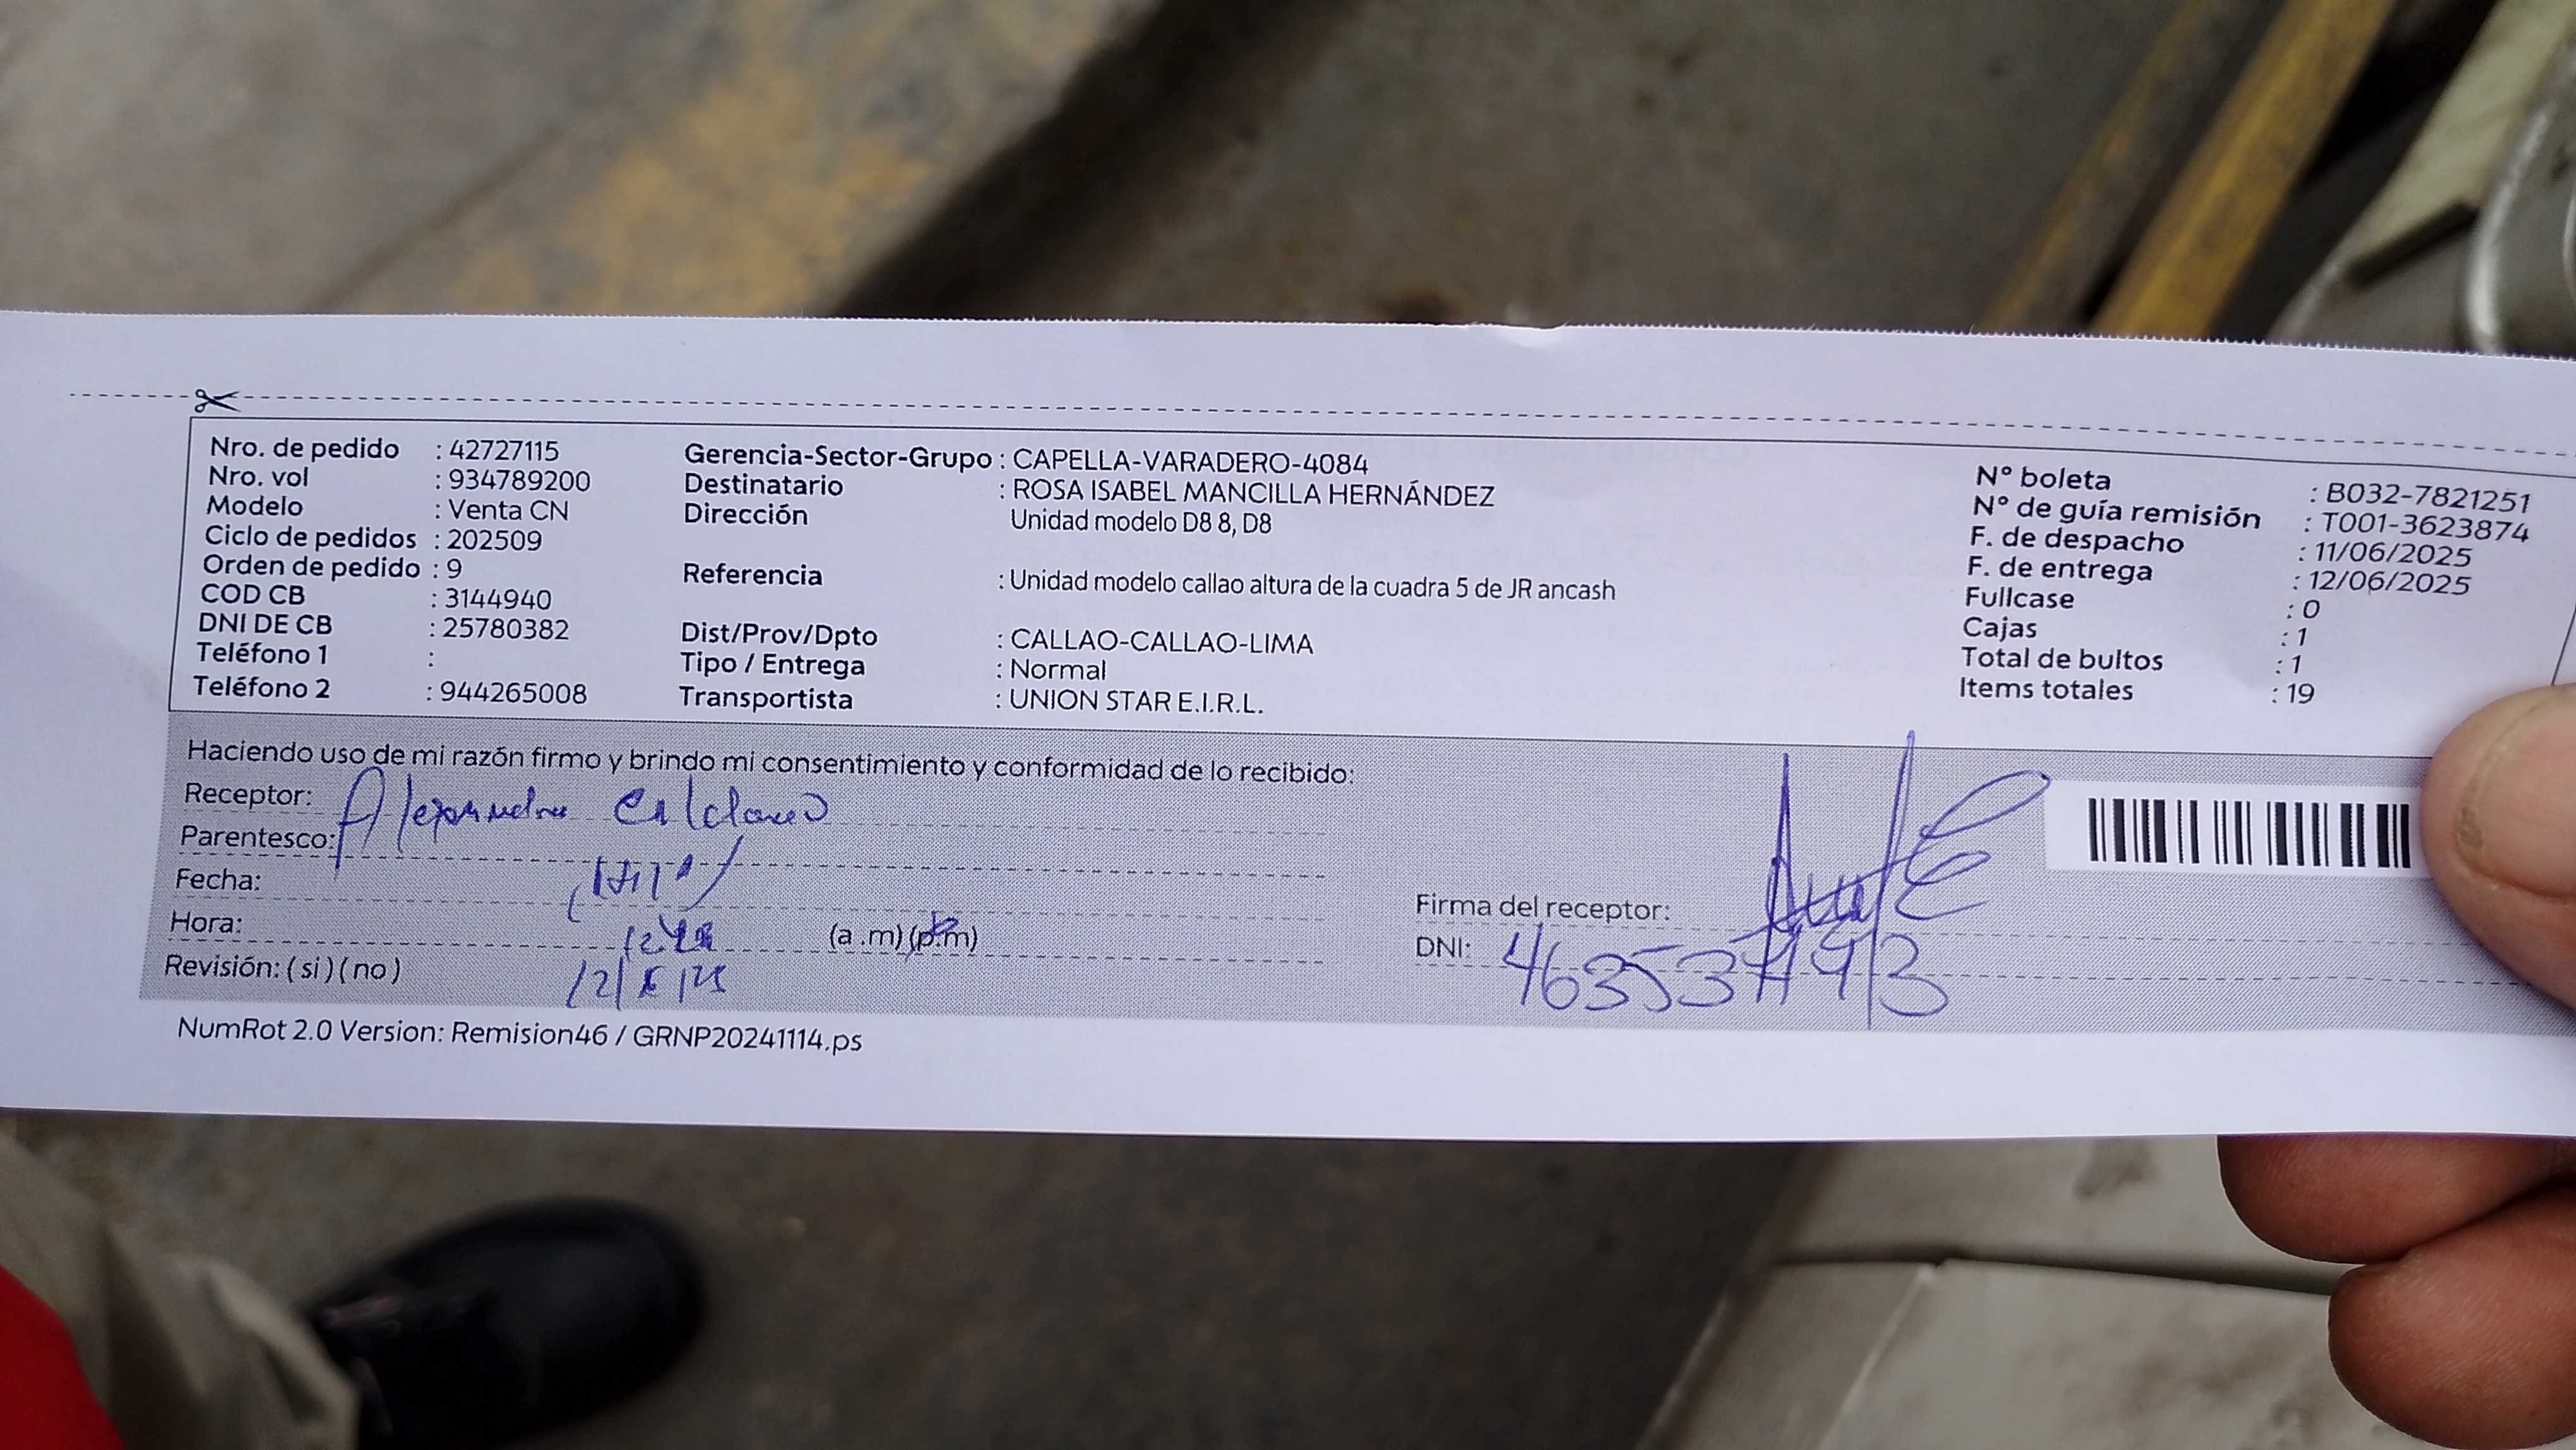 Nro. de pedido : 42727115
Nro. vol : 934789200
Modelo : Venta CN
Ciclo de pedidos : 202509
Orden de pedido : 9
COD CB : 3144940
DNI DE CB : 25780382
Teléfono 1 :
Teléfono 2 : 944265008
Gerencia-Sector-Grupo : CAPELLA-VARADERO-4084
Destinatario : ROSA ISABEL MANCILLA HERNÁNDEZ
Dirección Unidad modelo D8 8, D8
Referencia : Unidad modelo callao altura de la cuadra 5 de JR ancash
Dist/Prov/Dpto : CALLAO-CALLAO-LIMA
Tipo / Entrega : Normal
Transportista : UNION STAR E.I.R.L.
N° boleta : B032-7821251
N° de guía remisión : T001-3623874
F. de despacho : 11/06/2025
F. de entrega : 12/06/2025
Fullcase : 0
Cajas : 1
Total de bultos : 1
Items totales : 19
Haciendo uso de mi razón firmo y brindo mi consentimiento y conformidad de lo recibido:
Receptor:
Parentesco:
Fecha:
Hora: (a .m) (p.m)
Revisión: ( si ) ( no )
Firma del receptor:
DNI:
NumRot 2.0 Version: Remision46 / GRNP20241114.ps